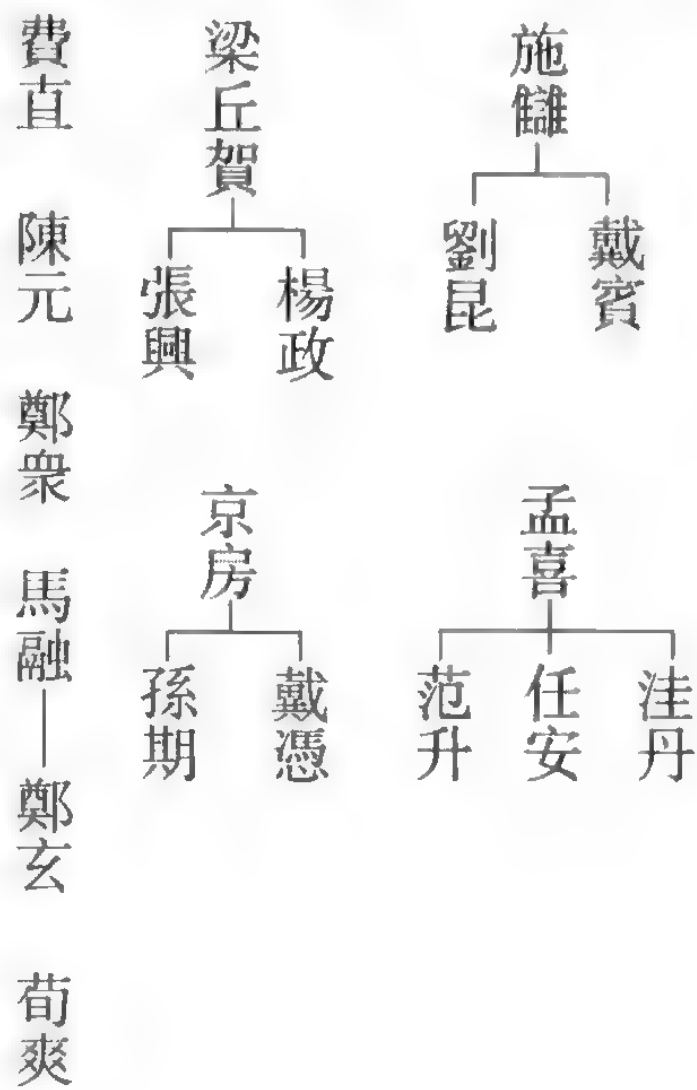 施讎
戴賓
劉昆
孟喜
洼丹
任安
范升
梁丘賀
楊政
張興
京房
戴憑
孫期
費直
陳元
鄭衆
馬融
鄭玄
荀爽